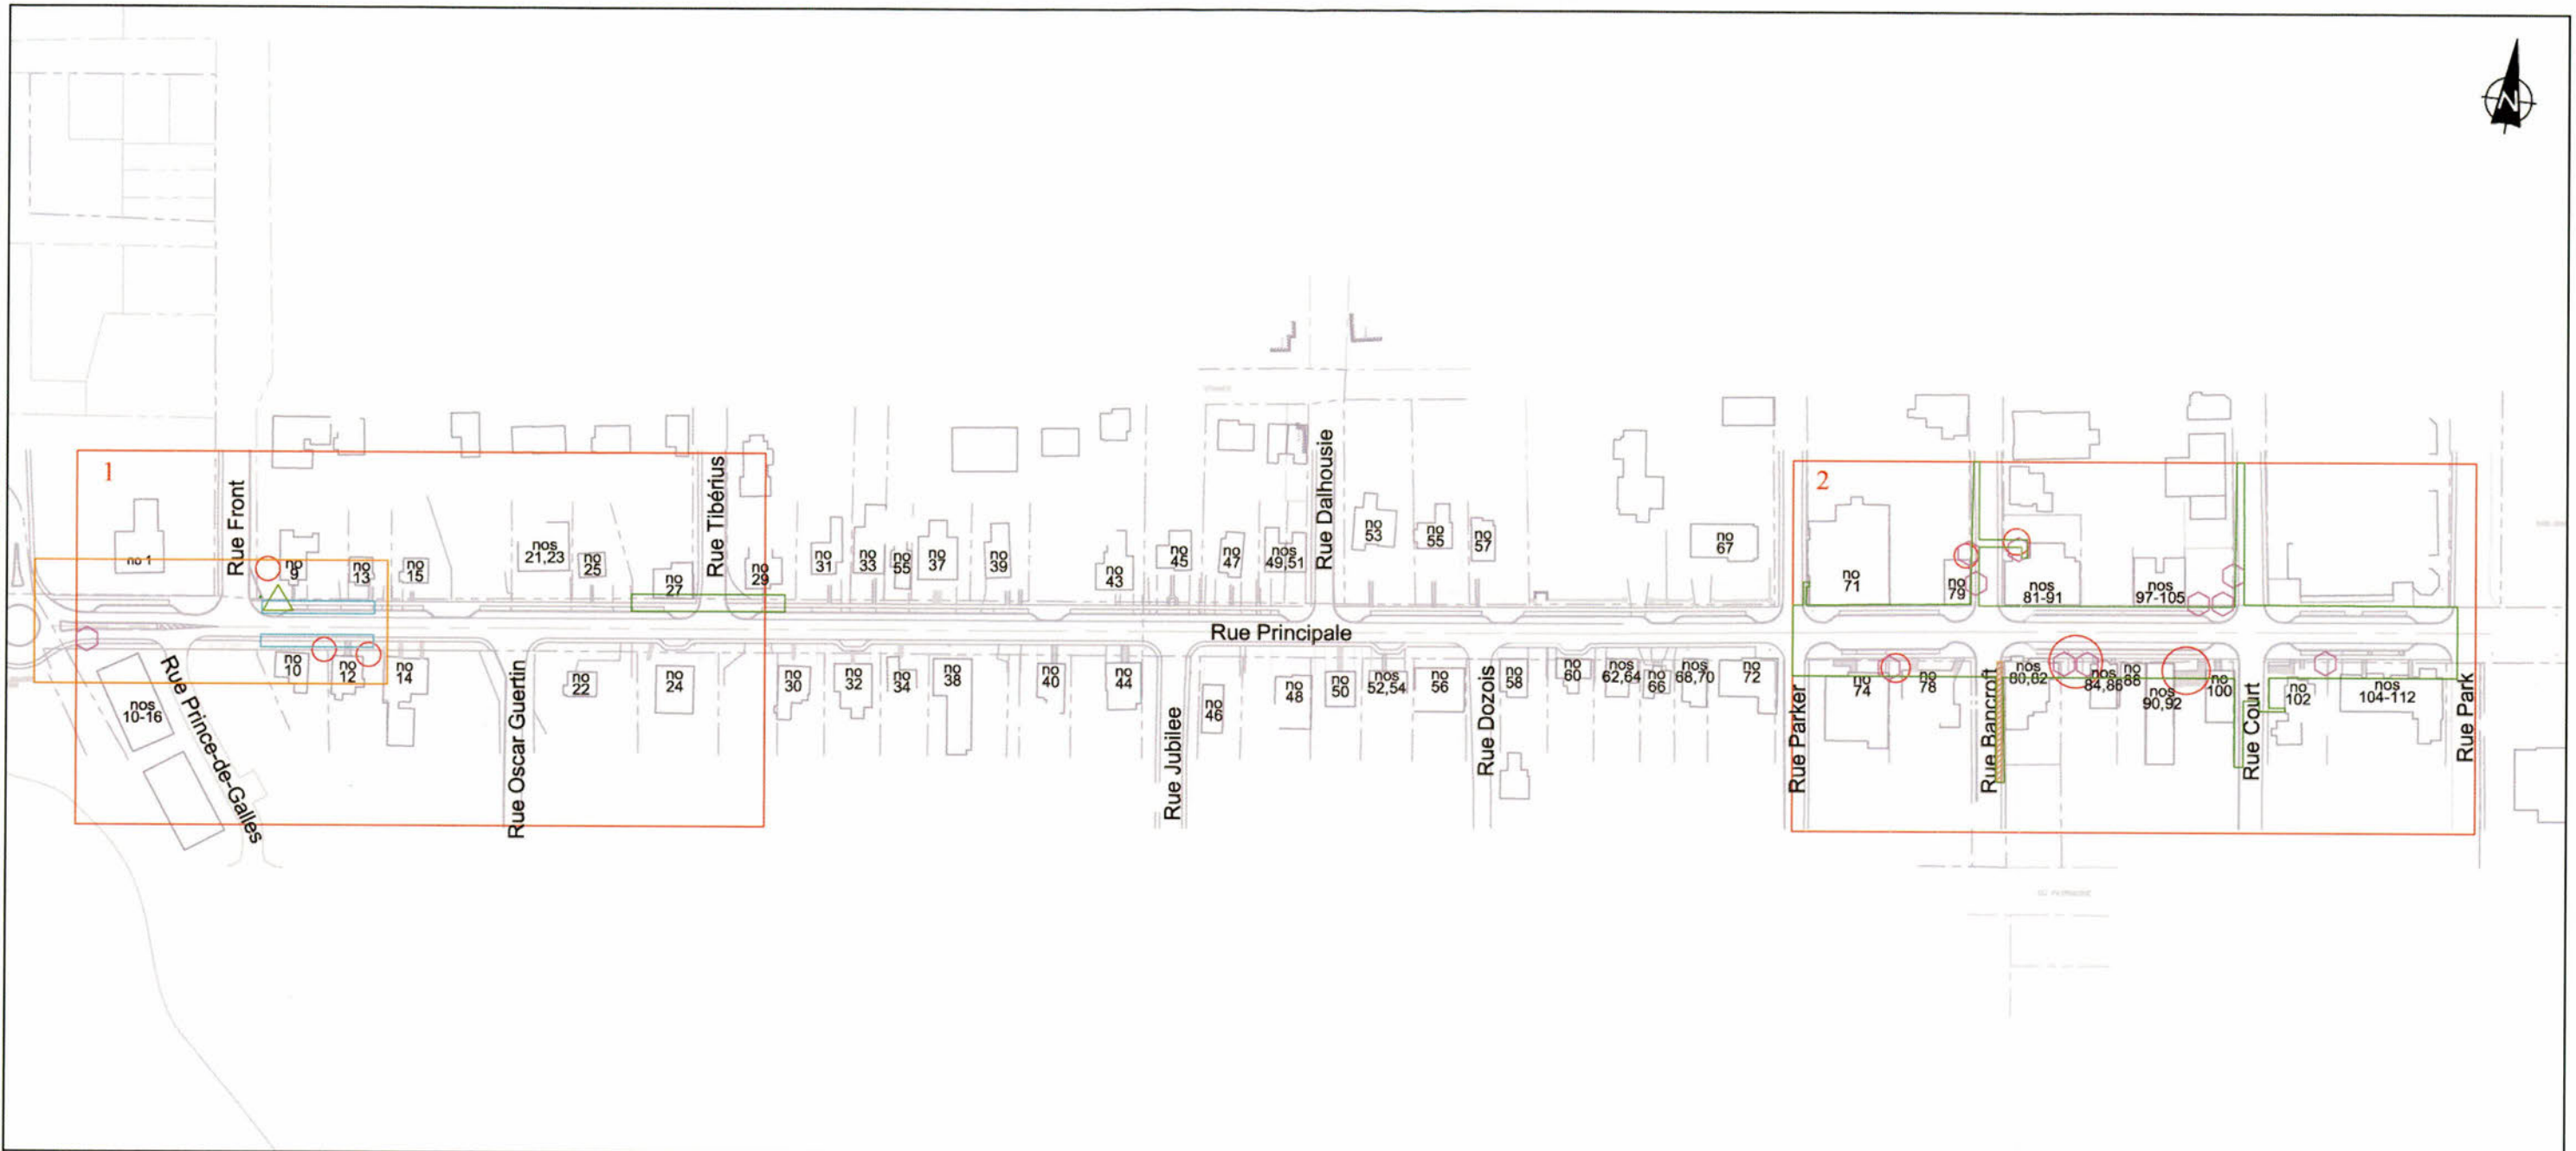 N
1
2
Rue Front
Rue Tibérius
Rue Dalhousie
no 1
no
9
no
13
no
15
nos
21,23
no
25
no
27
no
29
no
31
no
33
no
55
no
37
no
39
no
43
no
45
no
47
nos
49,51
no
53
no
55
no
57
no
67
no
71
no
79
nos
81-91
nos
97-105
Rue Principale
nos
10-16
Rue Prince-de-Galles
no
10
no
12
no
14
Rue Oscar Guertin
no
22
no
24
no
30
no
32
no
34
no
38
no
40
no
44
Rue Jubilee
no
46
no
48
no
50
nos
52,54
no
56
Rue Dozois
no
58
no
60
nos
62,64
no
66
nos
68,70
no
72
Rue Parker
no
74
no
78
Rue Bancroft
nos
80,82
nos
84,86
no
88
nos
90,92
no
100
Rue Court
no
102
nos
104-112
Rue Park